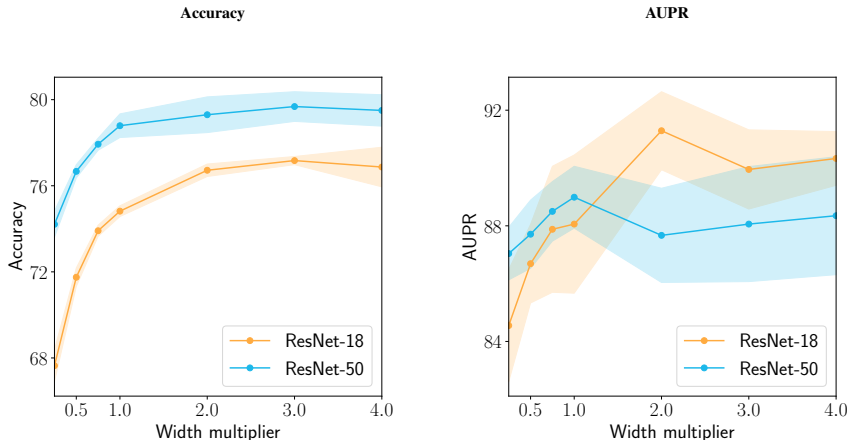 Accuracy
AUPR
80
76
72
68
Accuracy
0.5 1.0 2.0 3.0 4.0
Width multiplier
ResNet-18
ResNet-50
92
88
84
AUPR
0.5 1.0 2.0 3.0 4.0
Width multiplier
ResNet-18
ResNet-50